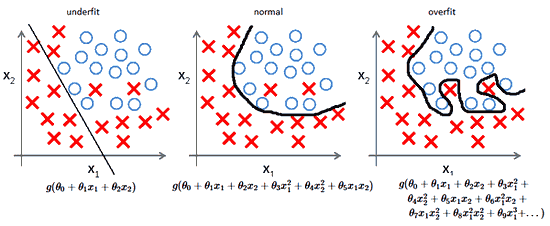 underfit
normal
overfit
x₂
x₂
x₂
x₁
x₁
x₁
g(θ₀ + θ₁x₁ + θ₂x₂)
g(θ₀ + θ₁x₁ + θ₂x₂ + θ₃x₁² + θ₄x₂² + θ₅x₁x₂)
g(θ₀ + θ₁x₁ + θ₂x₂ + θ₃x₁² +
θ₄x₂² + θ₅x₁x₂ + θ₆x₁²x₂ +
θ₇x₁x₂² + θ₈x₁²x₂² + θ₉x₁³ + ...)